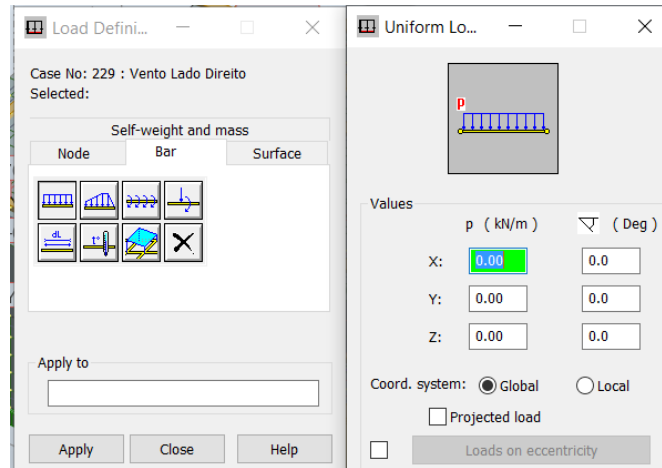 Load Defini...
Case No: 229 : Vento Lado Direito
Selected:
Self-weight and mass
Node Bar Surface
dL t°
Apply to
Apply Close Help
Uniform Lo...
p
Values
p ( kN/m ) ( Deg )
X: 0.00 0.0
Y: 0.00 0.0
Z: 0.00 0.0
Coord. system: Global Local
Projected load
Loads on eccentricity